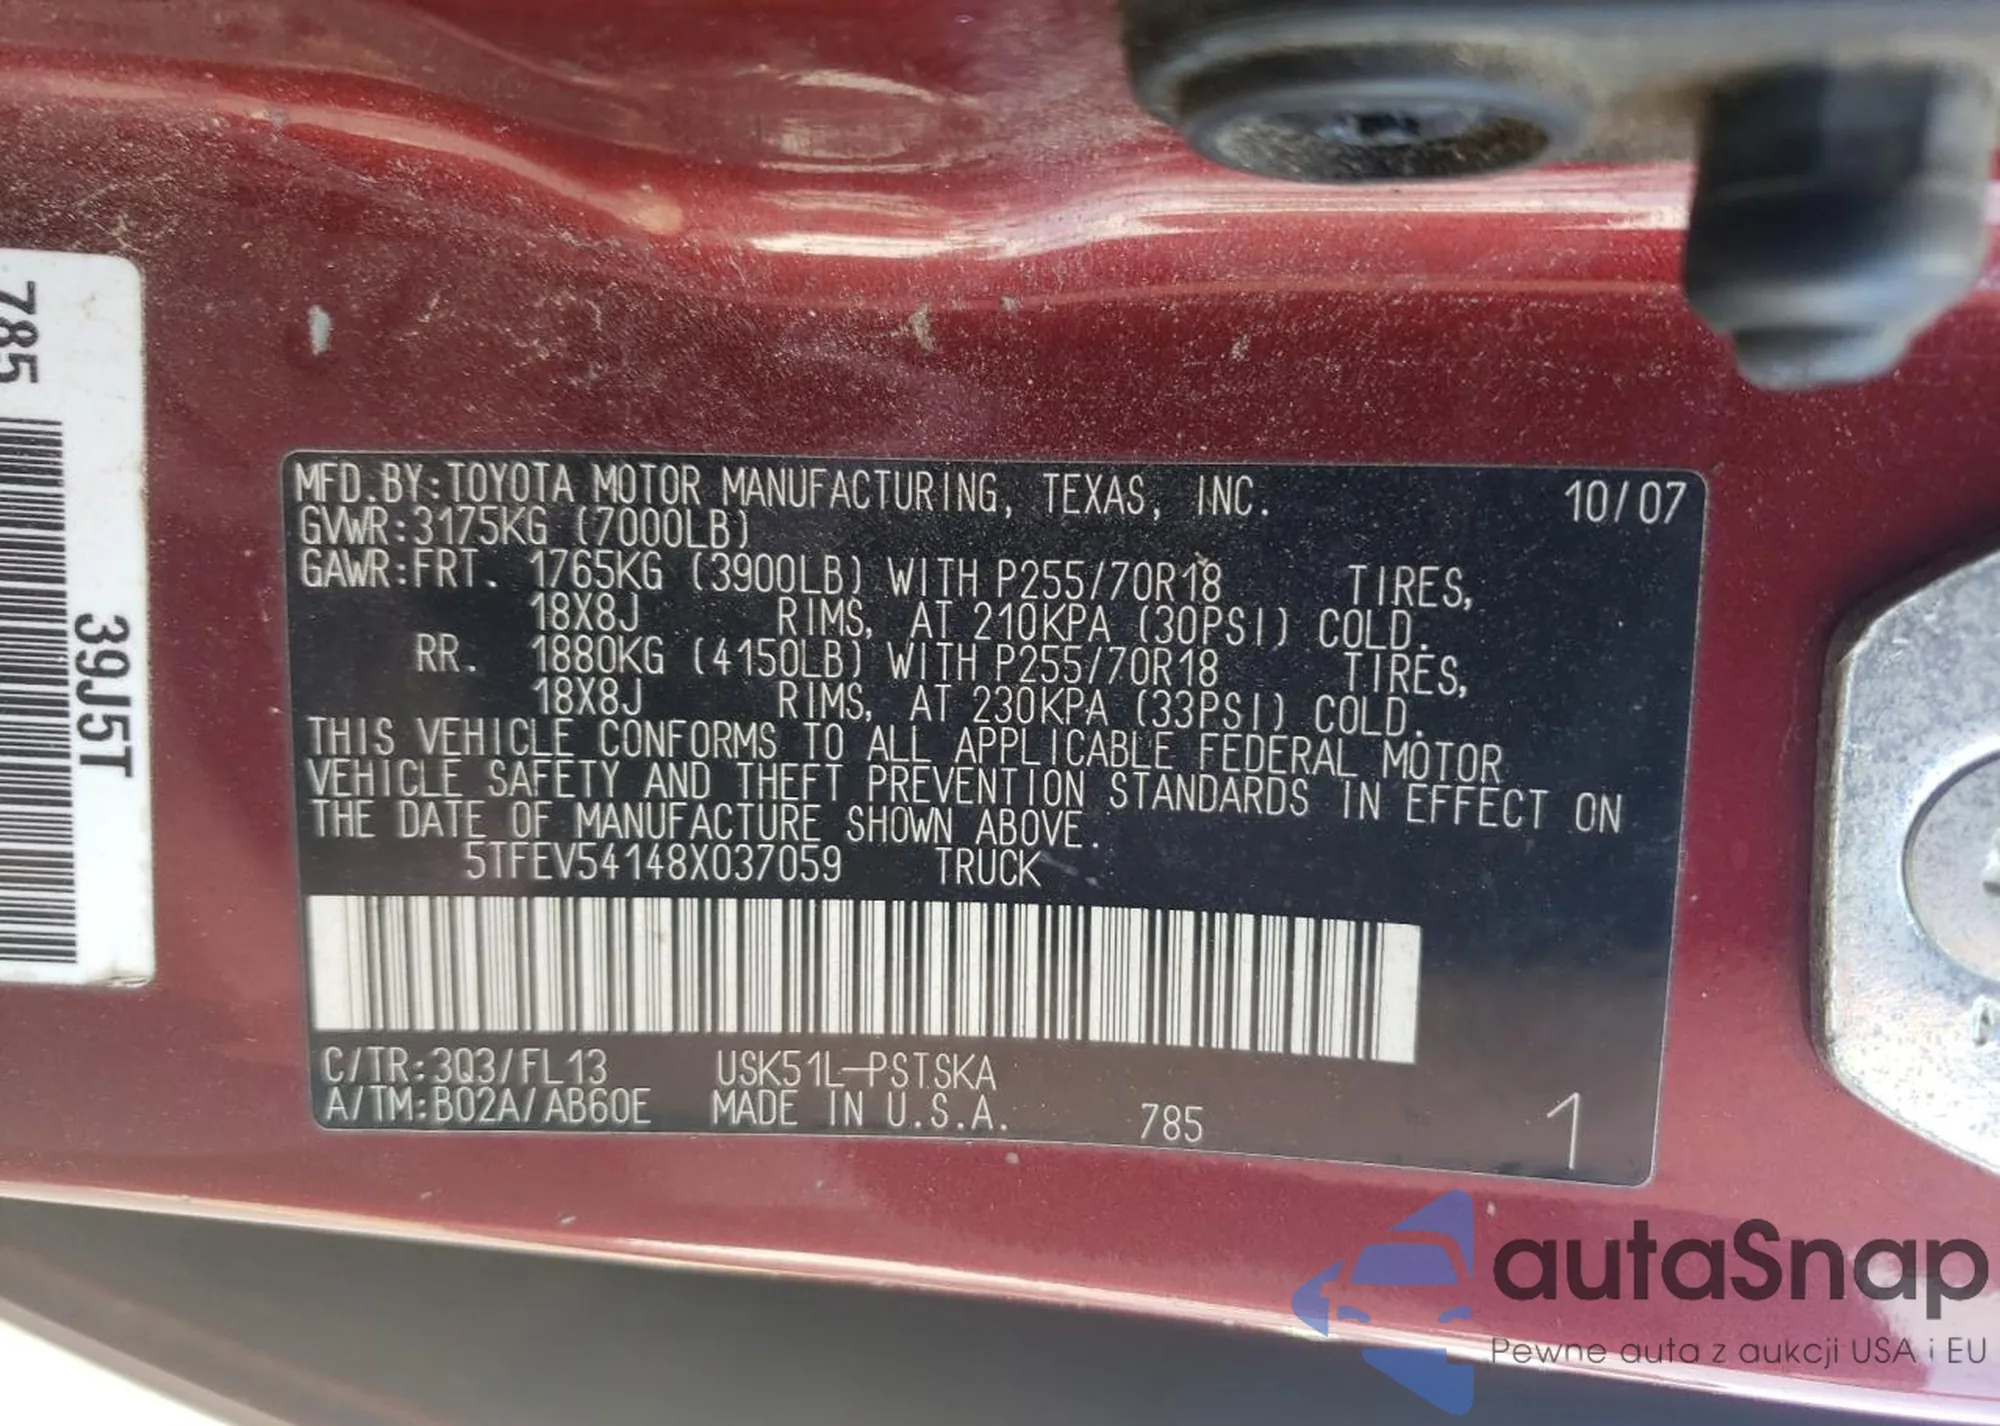 785
39J5T
MFD.BY:TOYOTA MOTOR MANUFACTURING, TEXAS, INC. 10/07
GVWR:3175KG (7000LB)
GAWR:FRT. 1765KG (3900LB) WITH P255/70R18 TIRES,
18X8J RIMS, AT 210KPA (30PSI) COLD.
RR. 1880KG (4150LB) WITH P255/70R18 TIRES,
18X8J RIMS, AT 230KPA (33PSI) COLD.
THIS VEHICLE CONFORMS TO ALL APPLICABLE FEDERAL MOTOR
VEHICLE SAFETY AND THEFT PREVENTION STANDARDS IN EFFECT ON
THE DATE OF MANUFACTURE SHOWN ABOVE.
5TFEV54148X037059 TRUCK
C/TR:3Q3/FL13 USK51L-PSTSKA
A/TM:B02A/AB60E MADE IN U.S.A. 785 1
autoSnap
Pewne auta z aukcji USA i EU